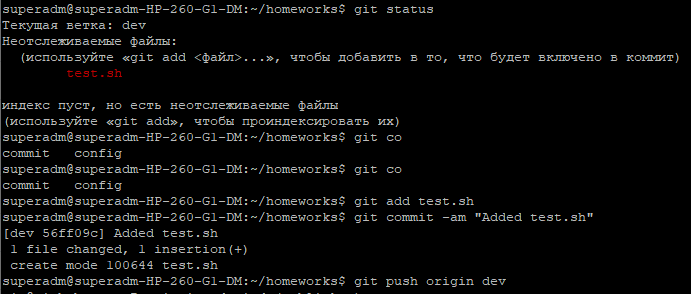 superadm@superadm-HP-260-G1-DM:~/homeworks$ git status
Текущая ветка: dev
Неотслеживаемые файлы:
  (используйте «git add <файл>...», чтобы добавить в то, что будет включено в коммит)
        test.sh

индекс пуст, но есть неотслеживаемые файлы
(используйте «git add», чтобы проиндексировать их)
superadm@superadm-HP-260-G1-DM:~/homeworks$ git co
commit   config
superadm@superadm-HP-260-G1-DM:~/homeworks$ git co
commit   config
superadm@superadm-HP-260-G1-DM:~/homeworks$ git add test.sh
superadm@superadm-HP-260-G1-DM:~/homeworks$ git commit -am "Added test.sh"
[dev 56ff09c] Added test.sh
 1 file changed, 1 insertion(+)
 create mode 100644 test.sh
superadm@superadm-HP-260-G1-DM:~/homeworks$ git push origin dev